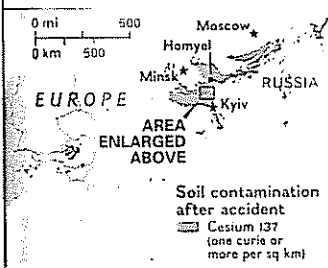 0 mi 500
0 km 500
Moscow
Homyel
Minsk
RUSSIA
EUROPE
Kyiv
AREA
ENLARGED
ABOVE
Soil contamination
after accident
Cesium 137
(one curie or
more per sq km)